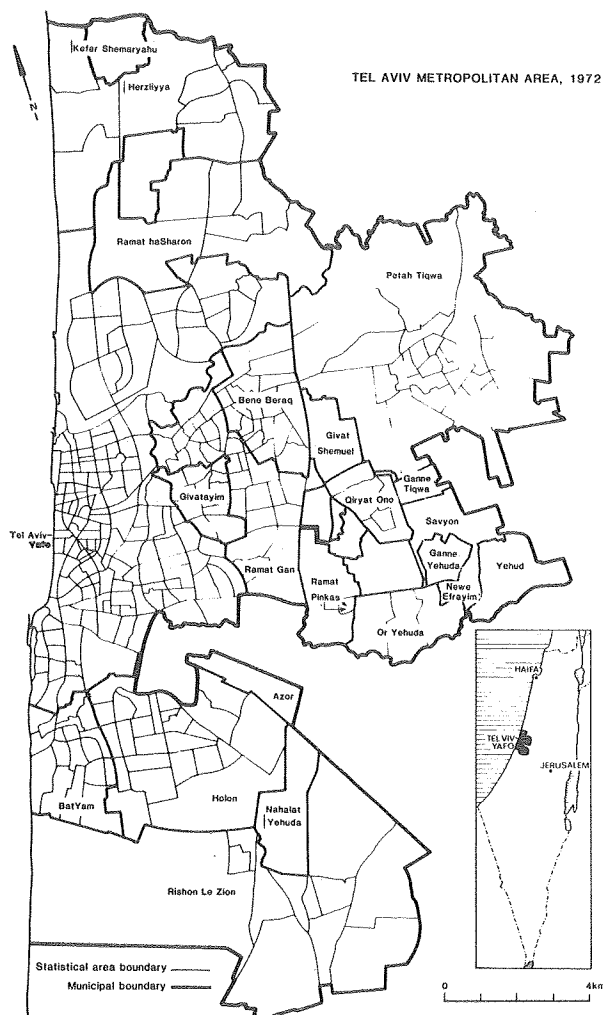 TEL AVIV METROPOLITAN AREA, 1972
N
Kefar Shemaryahu
Herzliyya
Ramat haSharon
Petah Tiqwa
Bene Beraq
Givat
Shemuel
Givatayim
Qiryat Ono
Ganne
Tiqwa
Savyon
Tel Aviv-
Yafo
Ramat Gan
Ganne
Yehuda
Yehud
Ramat
Pinkas
Newe
Efrayim
Or Yehuda
Azor
BatYam
Holon
Nahalat
Yehuda
Rishon Le Zion
HAIFA
TEL VIV-
YAFO
JERUSALEM
Statistical area boundary
Municipal boundary
0 2 4km